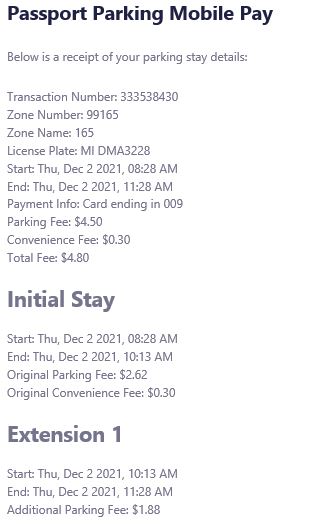 Passport Parking Mobile Pay
Below is a receipt of your parking stay details:
Transaction Number: 333538430
Zone Number: 99165
Zone Name: 165
License Plate: MI DMA3228
Start: Thu, Dec 2 2021, 08:28 AM
End: Thu, Dec 2 2021, 11:28 AM
Payment Info: Card ending in 009
Parking Fee: $4.50
Convenience Fee: $0.30
Total Fee: $4.80
Initial Stay
Start: Thu, Dec 2 2021, 08:28 AM
End: Thu, Dec 2 2021, 10:13 AM
Original Parking Fee: $2.62
Original Convenience Fee: $0.30
Extension 1
Start: Thu, Dec 2 2021, 10:13 AM
End: Thu, Dec 2 2021, 11:28 AM
Additional Parking Fee: $1.88